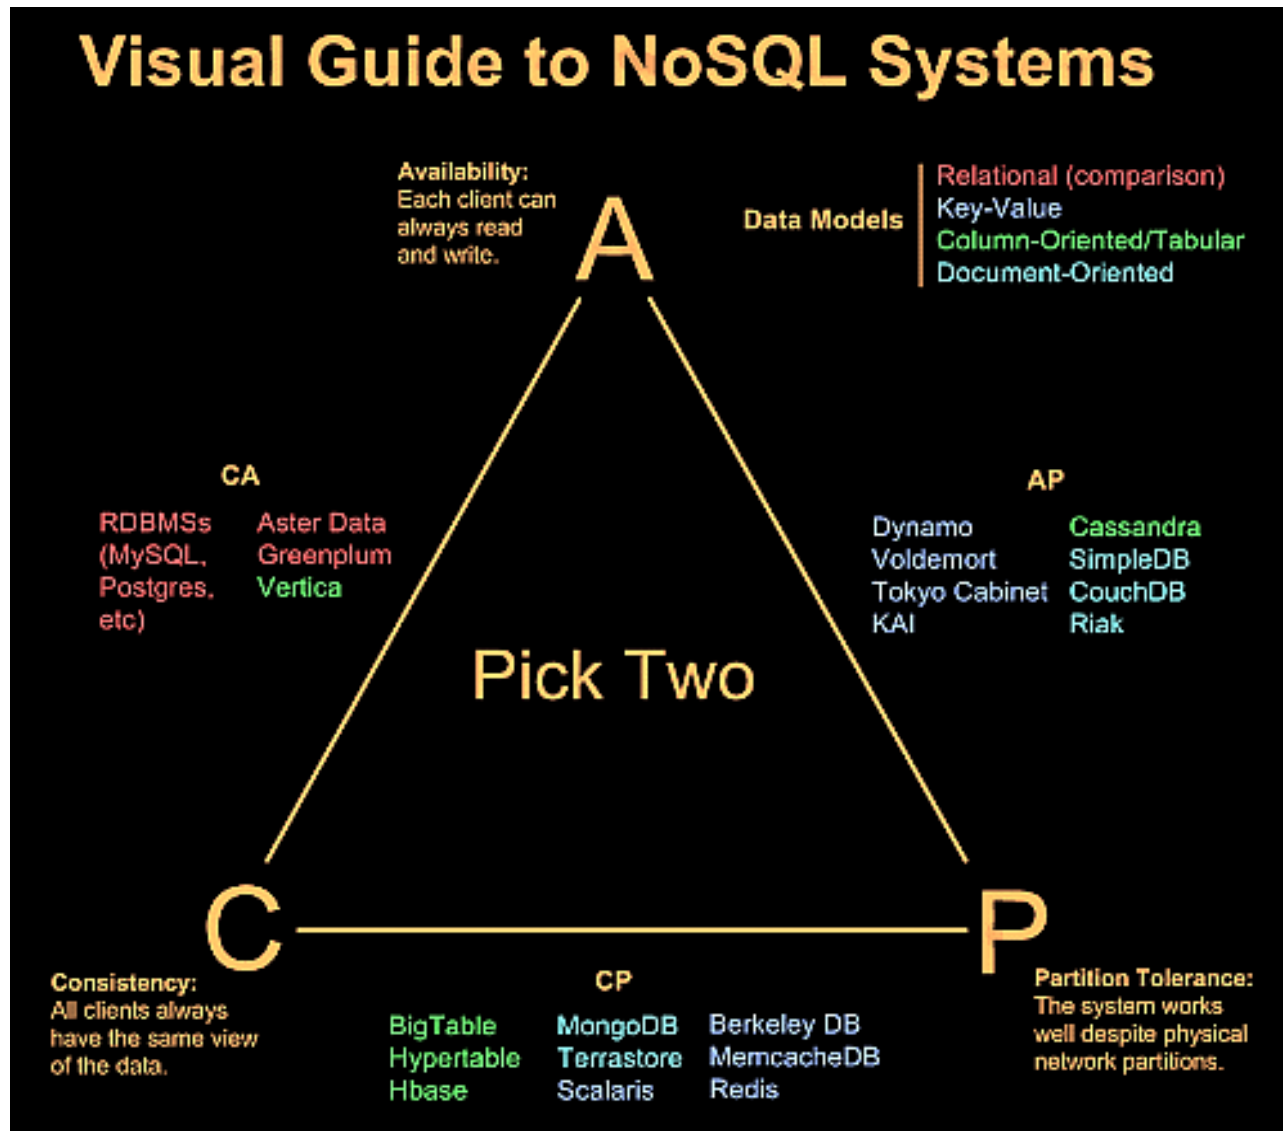 Visual Guide to NoSQL Systems
Availability:
Each client can
always read
and write.
A
Data Models
Relational (comparison)
Key-Value
Column-Oriented/Tabular
Document-Oriented
CA
RDBMSs
(MySQL,
Postgres,
etc)
Aster Data
Greenplum
Vertica
AP
Dynamo
Voldemort
Tokyo Cabinet
KAI
Cassandra
SimpleDB
CouchDB
Riak
Pick Two
C
P
Consistency:
All clients always
have the same view
of the data.
CP
BigTable
Hypertable
Hbase
MongoDB
Terrastore
Scalaris
Berkeley DB
MemcacheDB
Redis
Partition Tolerance:
The system works
well despite physical
network partitions.